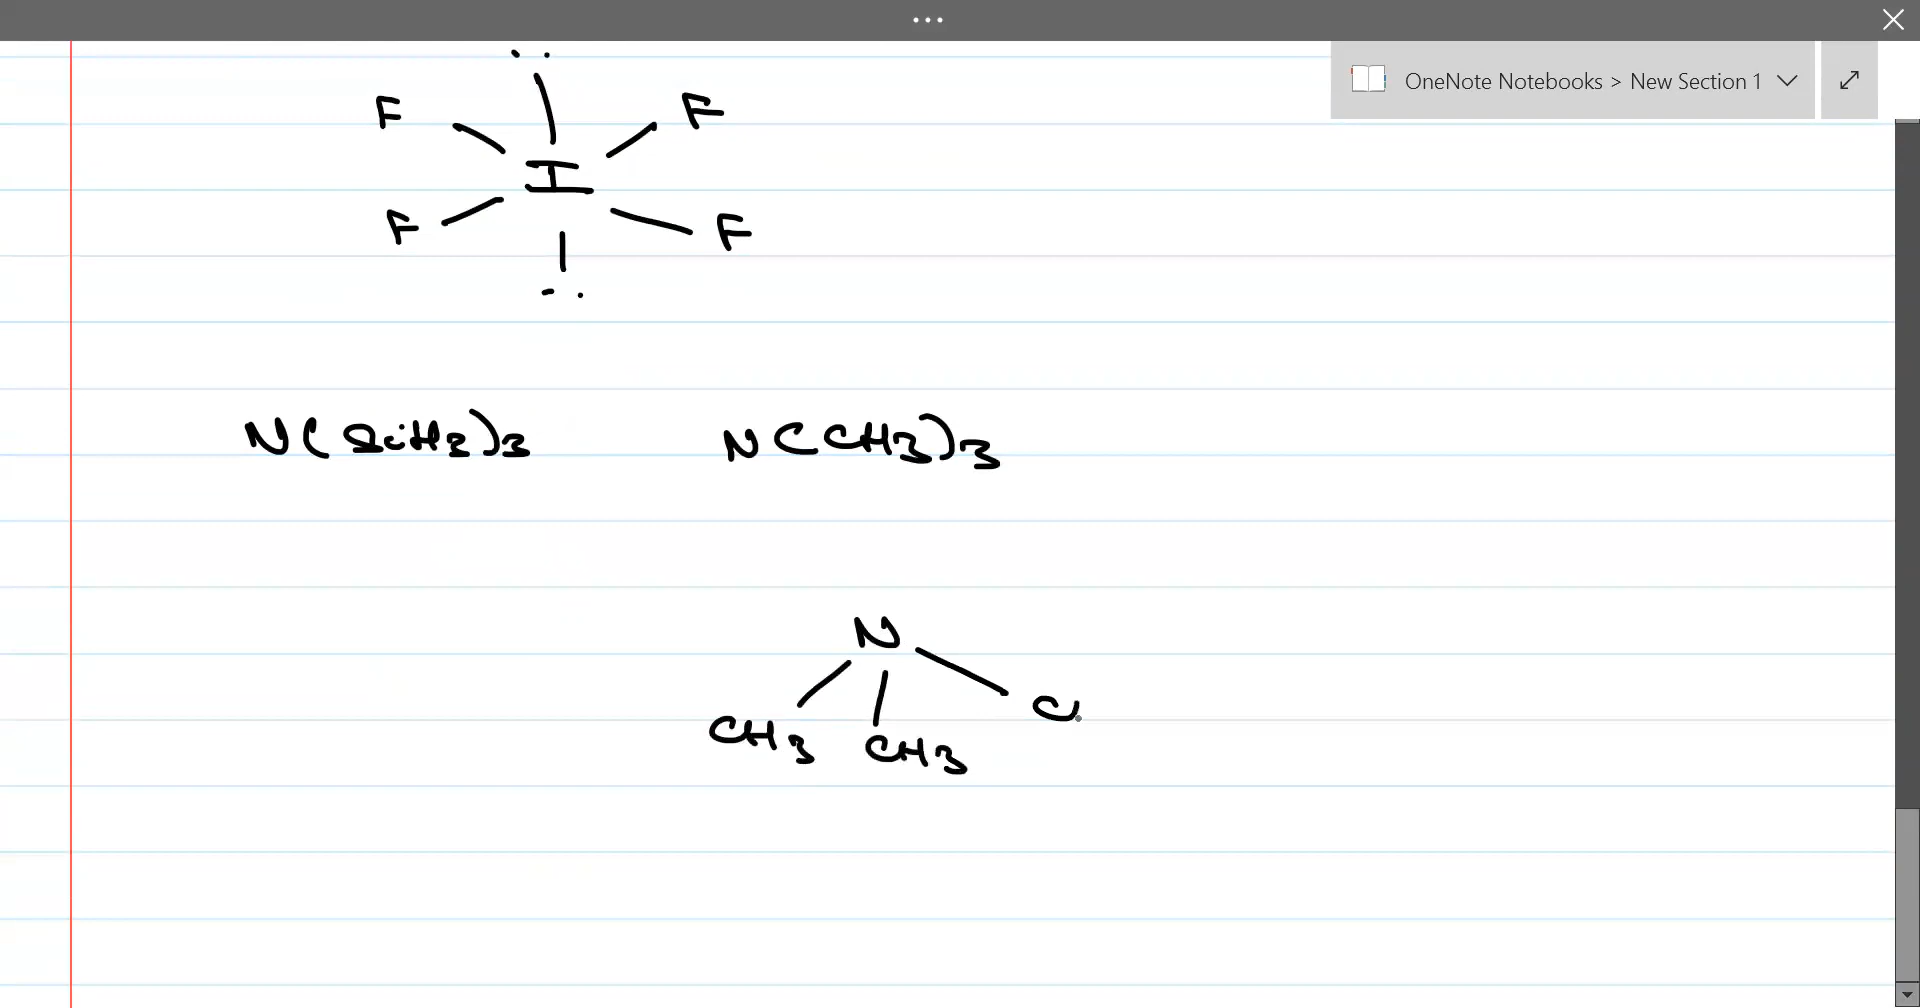 ...
OneNote Notebooks > New Section 1
F F
I
F F
N(SiH3)3 N(CH3)3
N
CH3 CH3 C